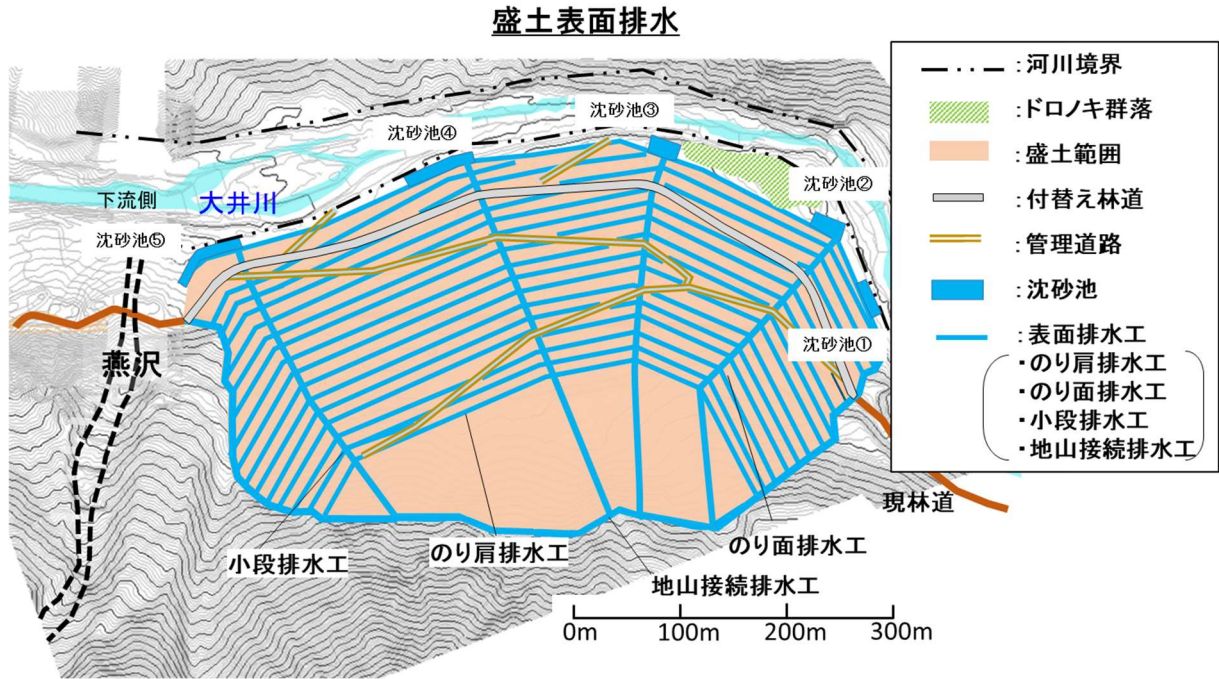 盛土表面排水
:河川境界
:ドロノキ群落
:盛土範囲
:付替え林道
:管理道路
:沈砂池
:表面排水工
・のり肩排水工
・のり面排水工
・小段排水工
・地山接続排水工
沈砂池③
沈砂池④
沈砂池②
下流側
大井川
沈砂池⑤
沈砂池①
燕沢
現林道
小段排水工
のり肩排水工
のり面排水工
地山接続排水工
0m 100m 200m 300m